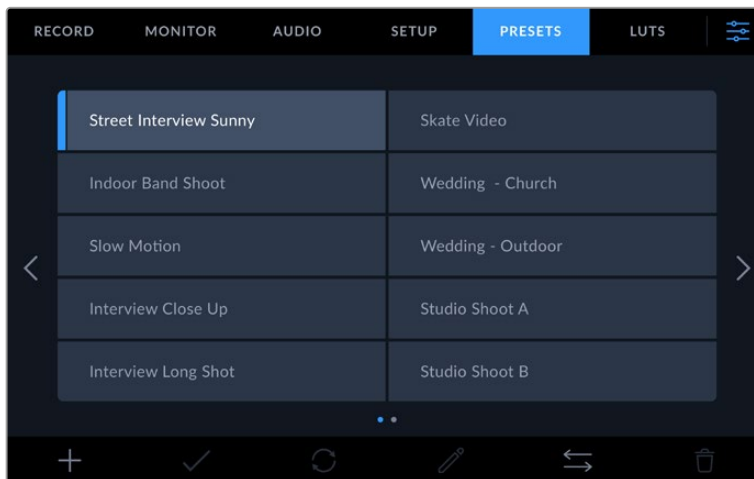 RECORD MONITOR AUDIO SETUP PRESETS LUTS
Street Interview Sunny Skate Video
Indoor Band Shoot Wedding - Church
Slow Motion Wedding - Outdoor
Interview Close Up Studio Shoot A
Interview Long Shot Studio Shoot B